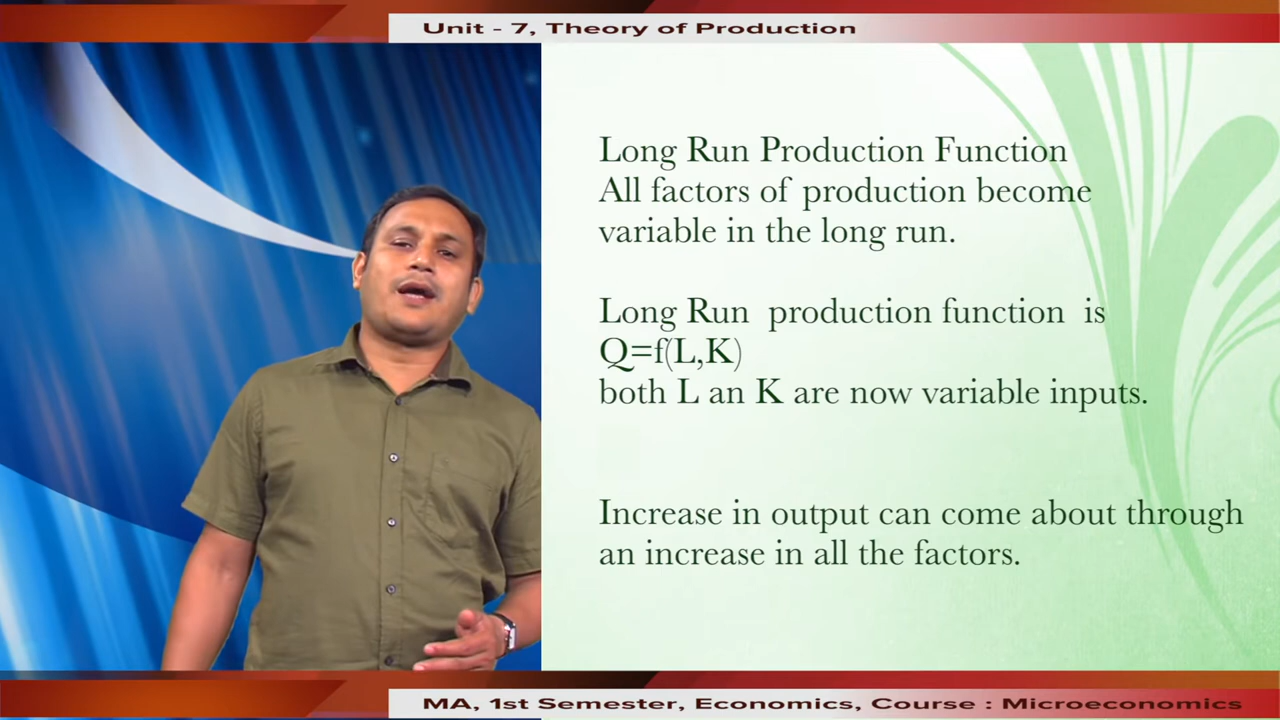 Unit - 7, Theory of Production
Long Run Production Function
All factors of production become
variable in the long run.
Long Run production function is
Q=f(L,K)
both L an K are now variable inputs.
Increase in output can come about through
an increase in all the factors.
MA, 1st Semester, Economics, Course : Microeconomics